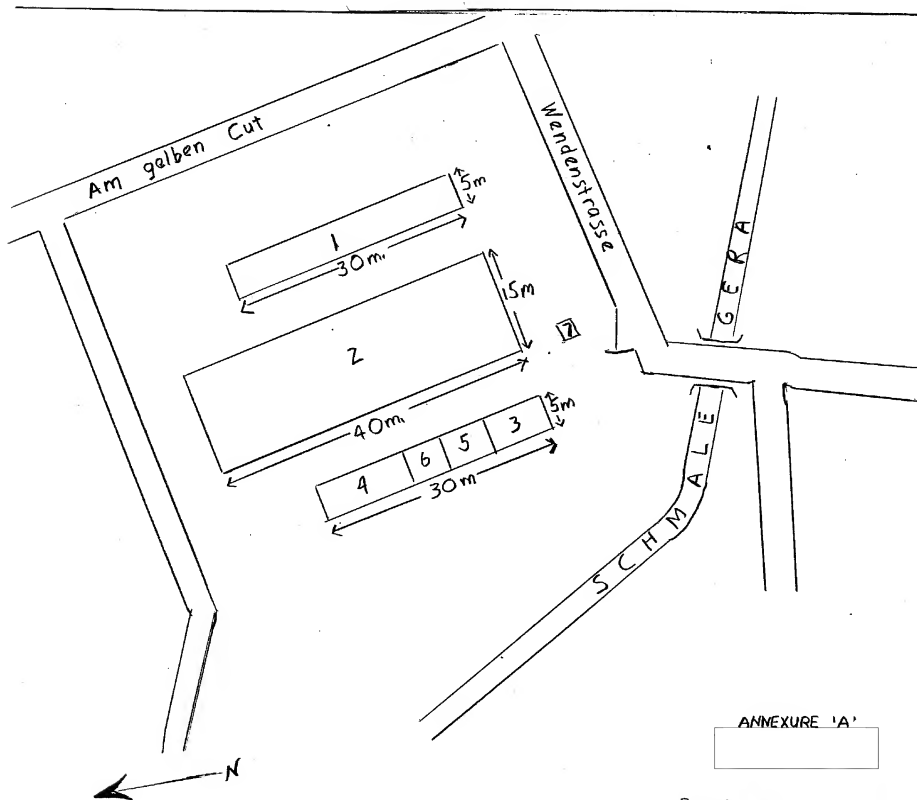 Am gelben Cut
Wendenstrasse
GERA
1
5m
30m.
2
15m
7
40m.
3
5m
5
6
4
30m
SCHMALE
ANNEXURE 'A'
N